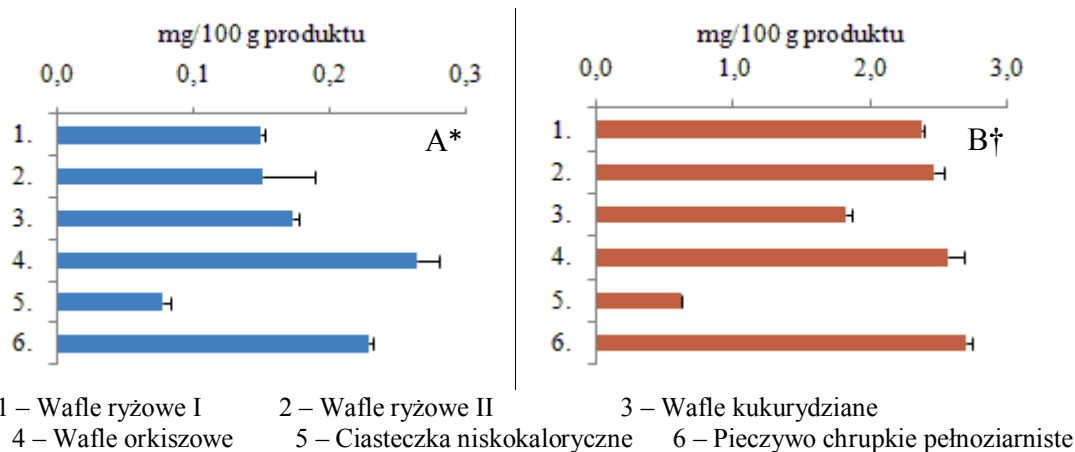 mg/100 g produktu
0,0 0,1 0,2 0,3
A*
1.
2.
3.
4.
5.
6.
mg/100 g produktu
0,0 1,0 2,0 3,0
B†
1.
2.
3.
4.
5.
6.
1 – Wafle ryżowe I 2 – Wafle ryżowe II 3 – Wafle kukurydziane
4 – Wafle orkiszowe 5 – Ciasteczka niskokaloryczne 6 – Pieczywo chrupkie pełnoziarniste